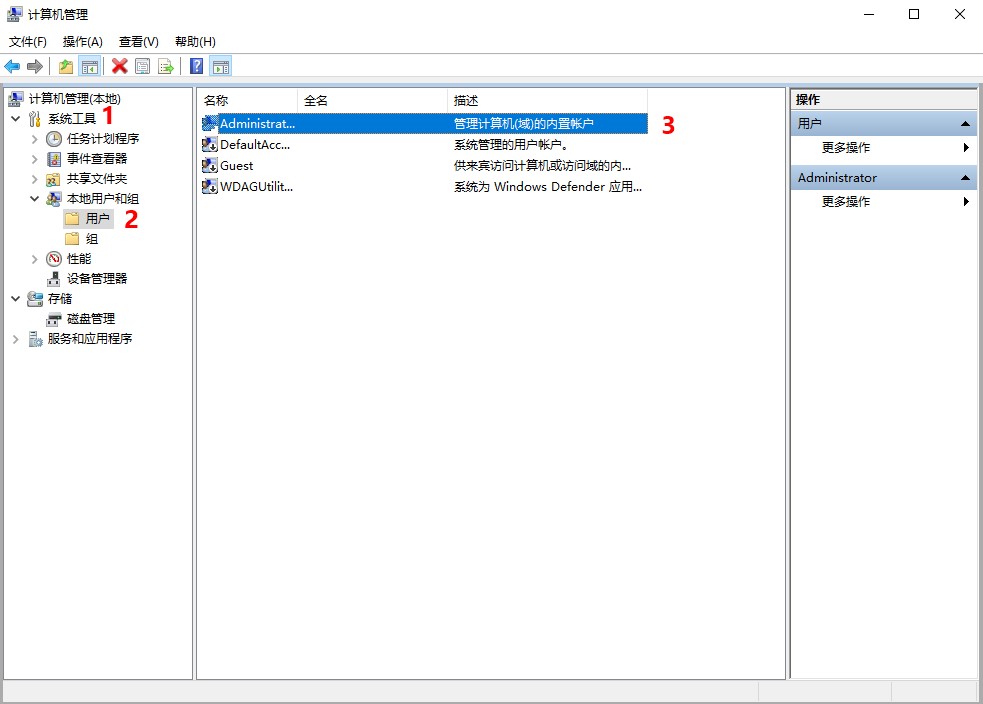 计算机管理
文件(F) 操作(A) 查看(V) 帮助(H)
计算机管理(本地)
系统工具 1
任务计划程序
事件查看器
共享文件夹
本地用户和组
用户 2
组
性能
设备管理器
存储
磁盘管理
服务和应用程序
名称 全名 描述
Administrat... 管理计算机(域)的内置帐户 3
DefaultAcc... 系统管理的用户帐户。
Guest 供来宾访问计算机或访问域的内...
WDAGUtilit... 系统为 Windows Defender 应用...
操作
用户
更多操作
Administrator
更多操作